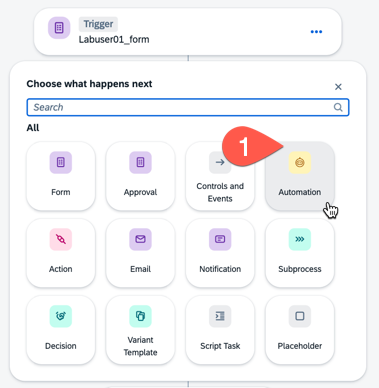 Trigger
Labuser01_form
Choose what happens next
Search
All
1
Form
Approval
Controls and
Events
Automation
Action
Email
Notification
Subprocess
Decision
Variant
Template
Script Task
Placeholder